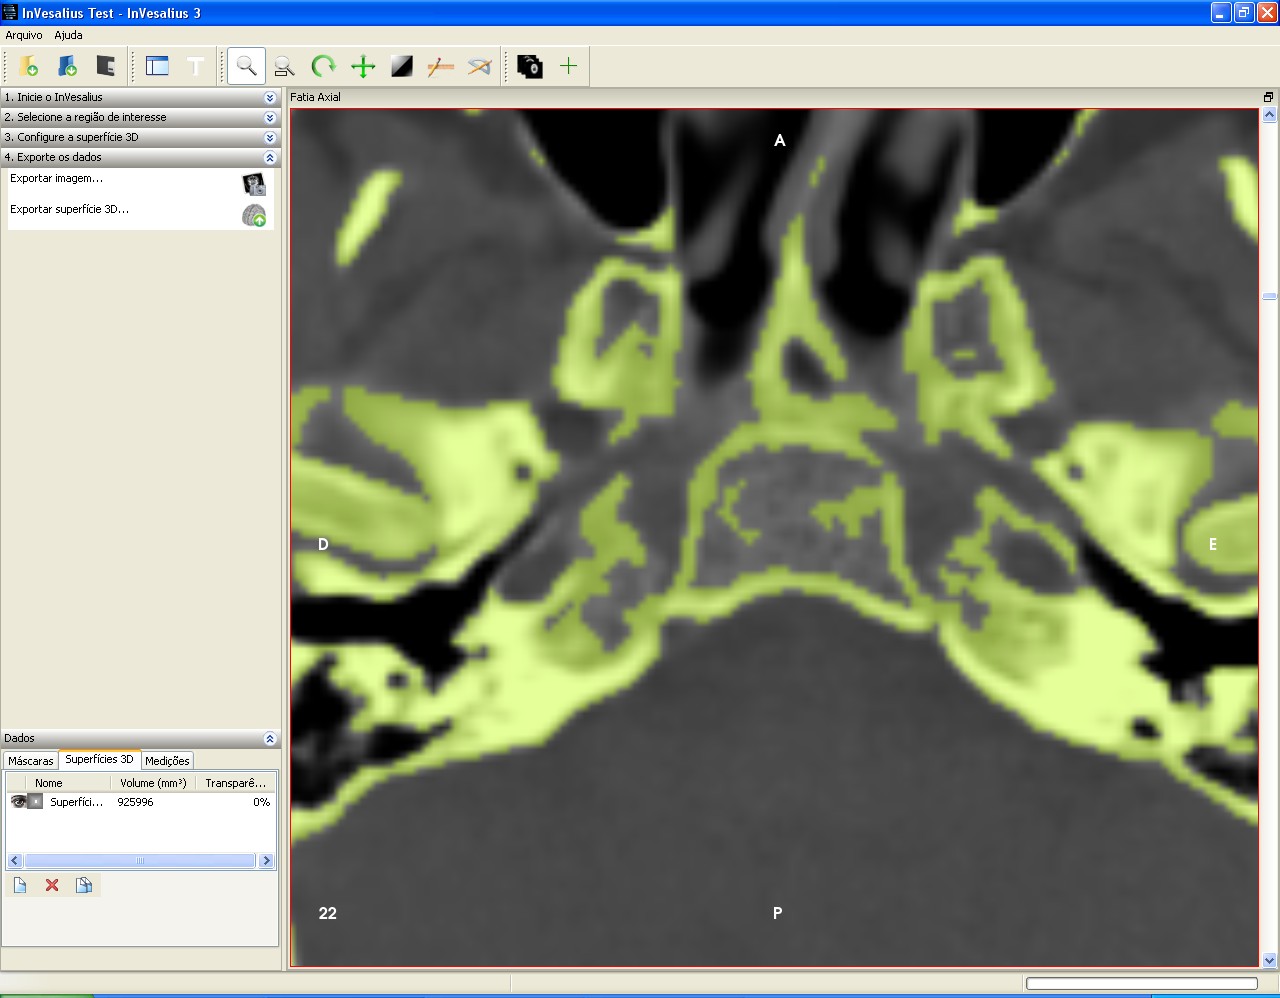 InVesalius Test - InVesalius 3
Arquivo Ajuda
1. Inicie o InVesalius
2. Selecione a região de interesse
3. Configure a superfície 3D
4. Exporte os dados
Exportar imagem...
Exportar superfície 3D...
Dados
Máscaras Superfícies 3D Medições
Nome Volume (mm³) Transparê...
Superfíci... 925996 0%
Fatia Axial
A
D E
22 P